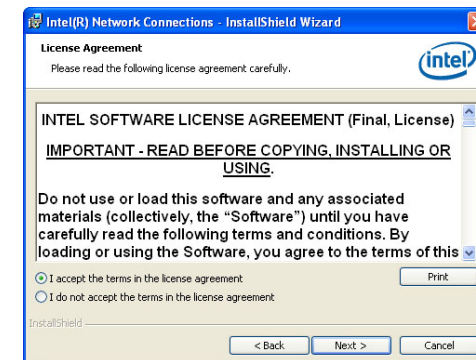 Intel(R) Network Connections - InstallShield Wizard
License Agreement
Please read the following license agreement carefully.
intel
INTEL SOFTWARE LICENSE AGREEMENT (Final, License)
IMPORTANT - READ BEFORE COPYING, INSTALLING OR
USING.
Do not use or load this software and any associated
materials (collectively, the “Software”) until you have
carefully read the following terms and conditions. By
loading or using the Software, you agree to the terms of this
I accept the terms in the license agreement
Print
I do not accept the terms in the license agreement
InstallShield
< Back
Next >
Cancel